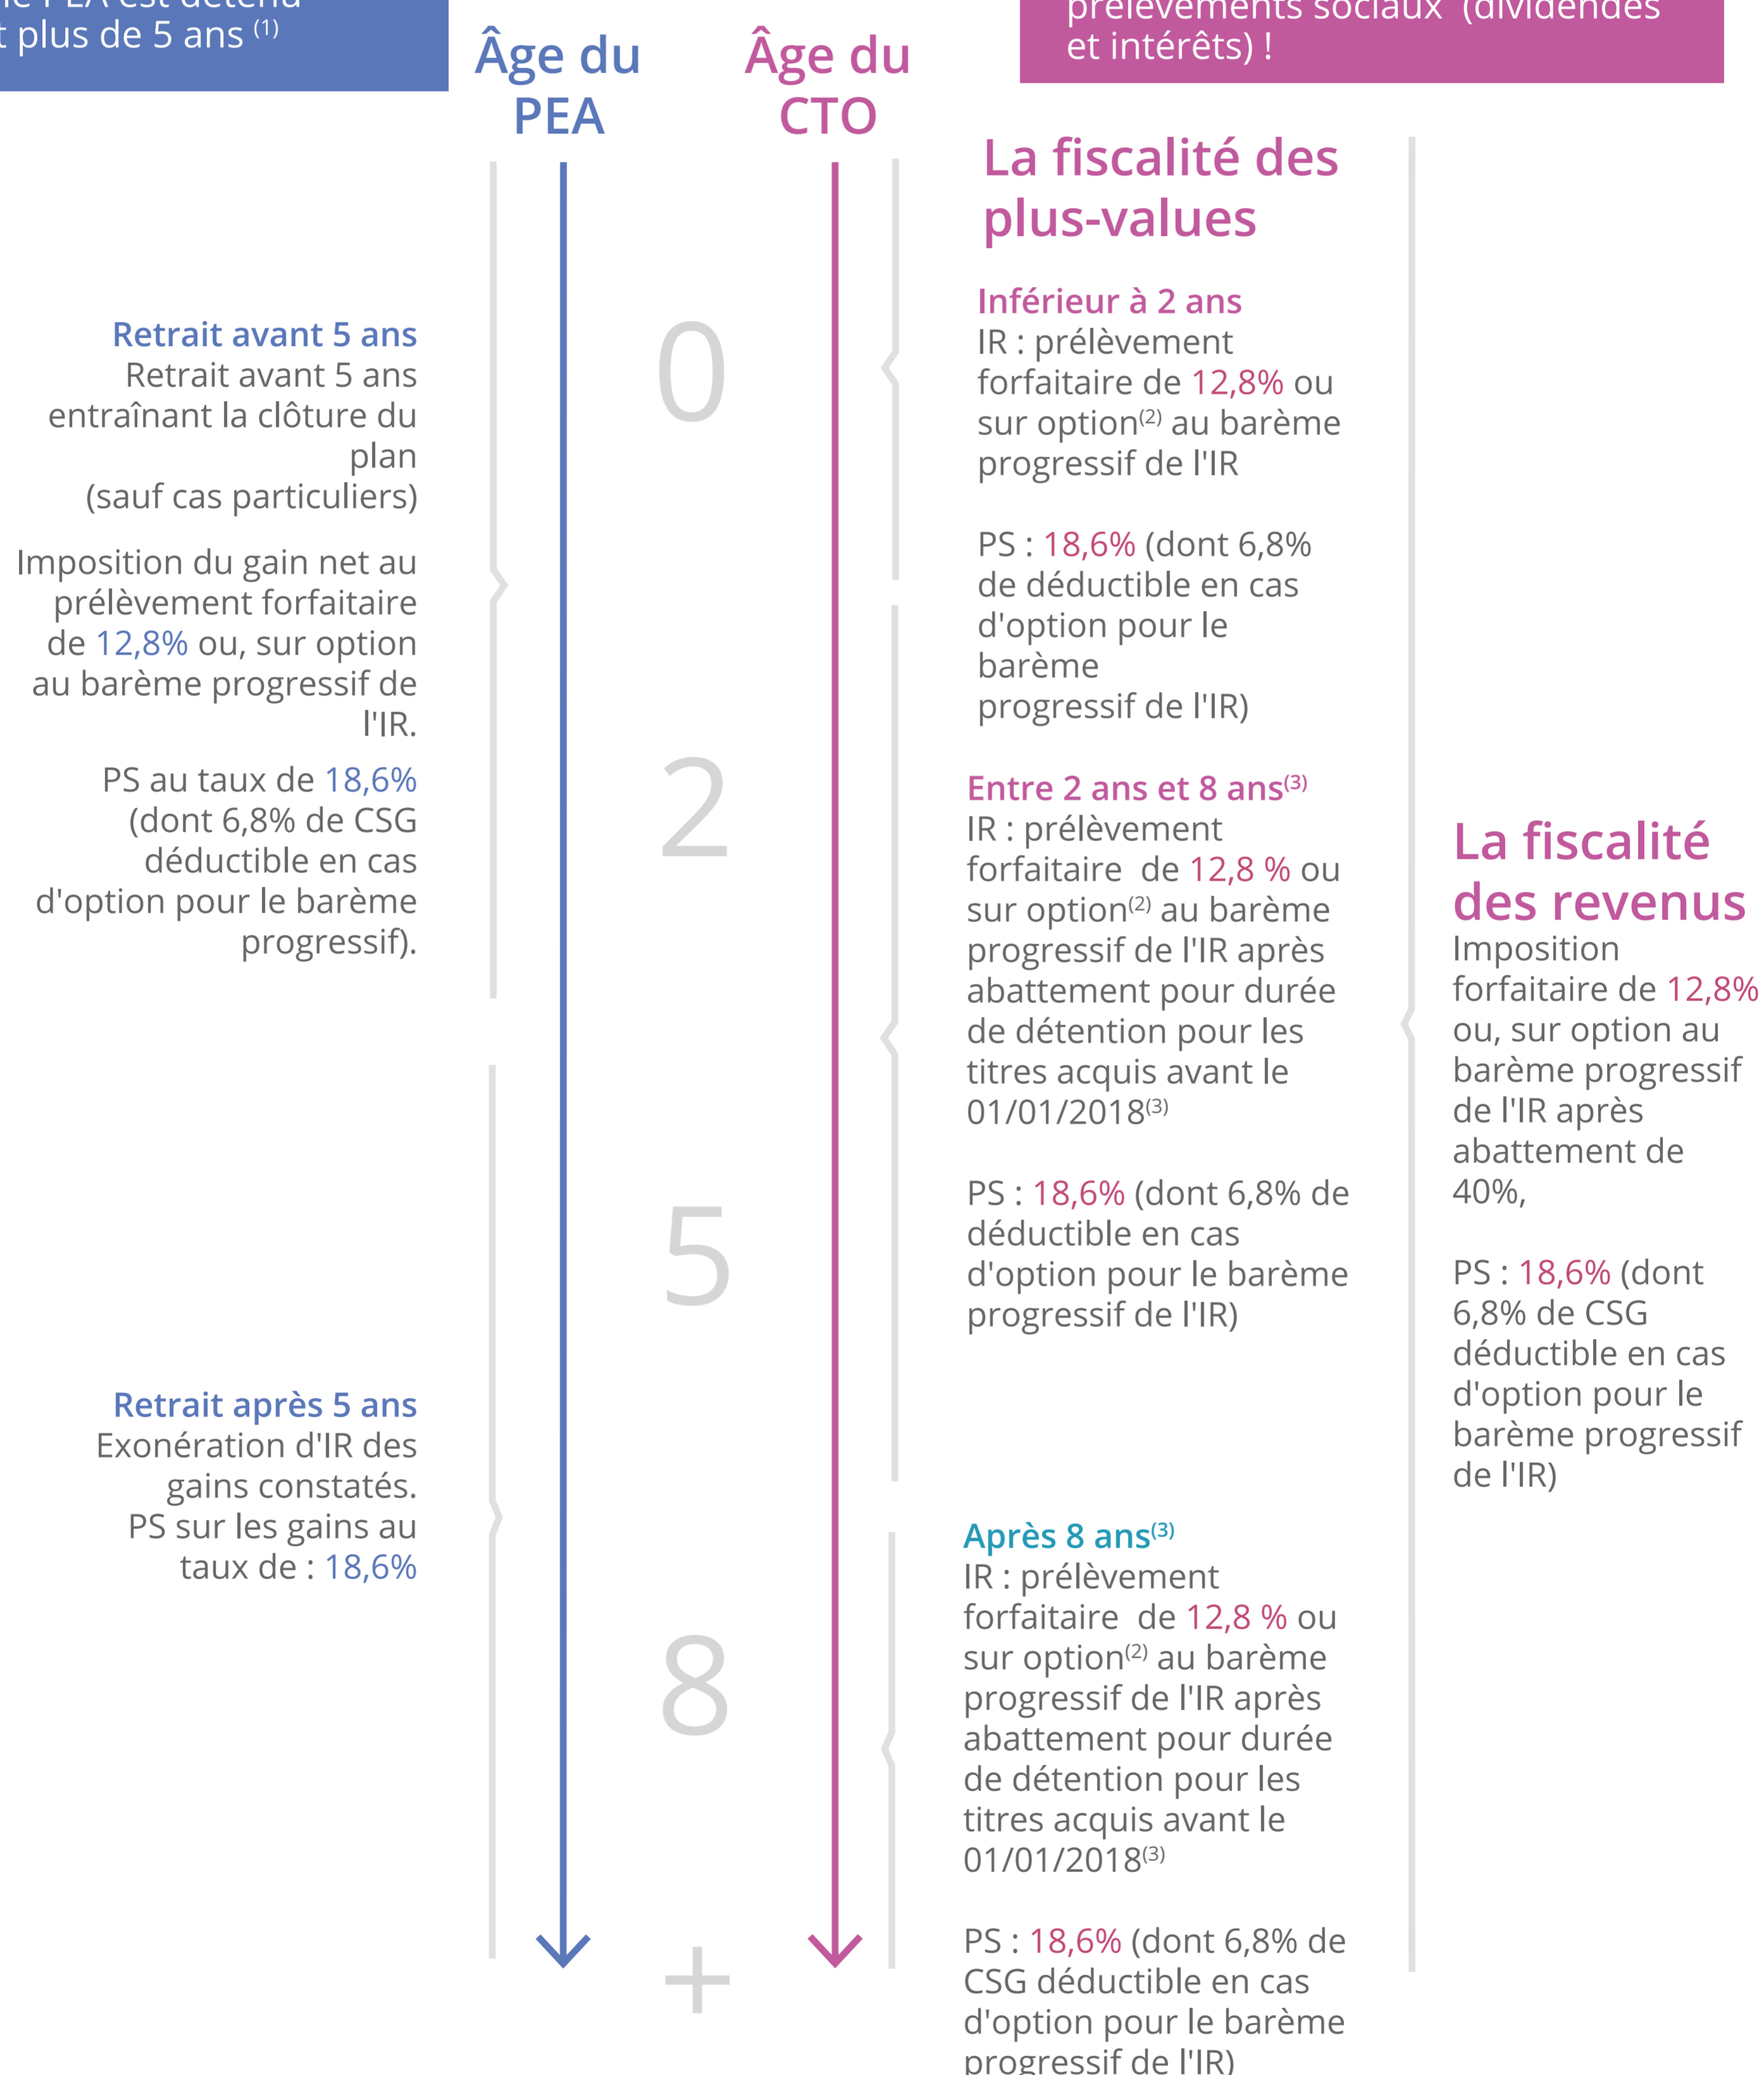 plus de 5 ans (1)
prélèvements sociaux (dividendes
et intérêts) !
Âge du
PEA
Âge du
CTO
Retrait avant 5 ans
Retrait avant 5 ans
entraînant la clôture du
plan
(sauf cas particuliers)
Imposition du gain net au
prélèvement forfaitaire
de 12,8% ou, sur option
au barème progressif de
l'IR.
PS au taux de 18,6%
(dont 6,8% de CSG
déductible en cas
d'option pour le barème
progressif).
Retrait après 5 ans
Exonération d'IR des
gains constatés.
PS sur les gains au
taux de : 18,6%
0
2
5
8
+
La fiscalité des
plus-values
Inférieur à 2 ans
IR : prélèvement
forfaitaire de 12,8% ou
sur option(2) au barème
progressif de l'IR
PS : 18,6% (dont 6,8%
de déductible en cas
d'option pour le
barème
progressif de l'IR)
Entre 2 ans et 8 ans(3)
IR : prélèvement
forfaitaire de 12,8 % ou
sur option(2) au barème
progressif de l'IR après
abattement pour durée
de détention pour les
titres acquis avant le
01/01/2018(3)
PS : 18,6% (dont 6,8% de
déductible en cas
d'option pour le barème
progressif de l'IR)
Après 8 ans(3)
IR : prélèvement
forfaitaire de 12,8 % ou
sur option(2) au barème
progressif de l'IR après
abattement pour durée
de détention pour les
titres acquis avant le
01/01/2018(3)
PS : 18,6% (dont 6,8% de
CSG déductible en cas
d'option pour le barème
progressif de l'IR)
La fiscalité
des revenus
Imposition
forfaitaire de 12,8%
ou, sur option au
barème progressif
de l'IR après
abattement de
40%,
PS : 18,6% (dont
6,8% de CSG
déductible en cas
d'option pour le
barème progressif
de l'IR)